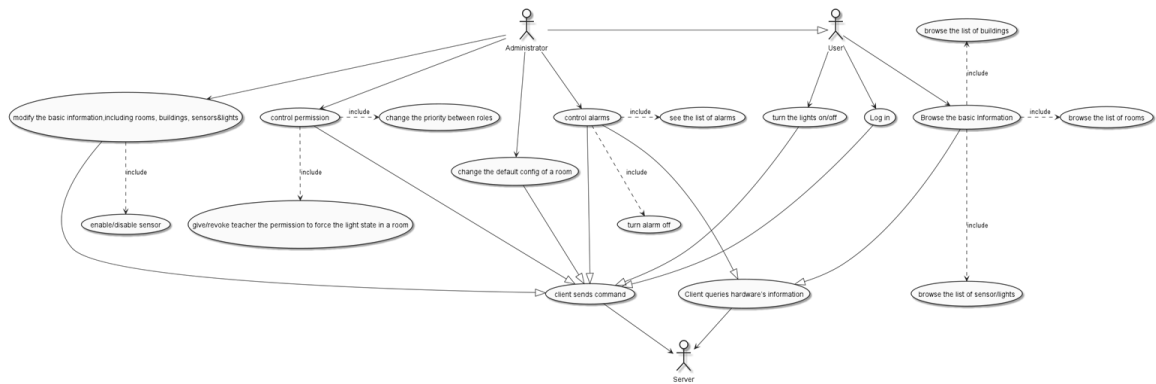 browse the list of buildings
Administrator
User
include
modify the basic information,including rooms, buildings, sensors&lights
control permission
include
change the priority between roles
control alarms
include
see the list of alarms
turn the lights on/off
Log in
Browse the basic information
include
browse the list of rooms
include
include
change the default config of a room
include
enable/disable sensor
give/revoke teacher the permission to force the light state in a room
turn alarm off
include
client sends command
Client queries hardware's information
browse the list of sensor/lights
Server